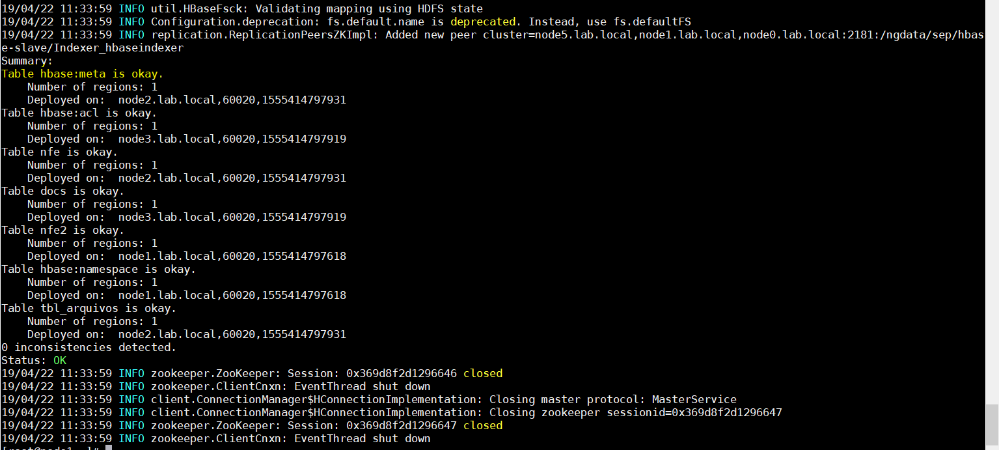 19/04/22 11:33:59 INFO util.HBaseFsck: Validating mapping using HDFS state
19/04/22 11:33:59 INFO Configuration.deprecation: fs.default.name is deprecated. Instead, use fs.defaultFS
19/04/22 11:33:59 INFO replication.ReplicationPeersZKImpl: Added new peer cluster=node5.lab.local,node1.lab.local,node0.lab.local:2181:/ngdata/sep/hbas
e-slave/Indexer_hbaseindexer
Summary:
Table hbase:meta is okay.
    Number of regions: 1
    Deployed on:  node2.lab.local,60020,1555414797931
Table hbase:acl is okay.
    Number of regions: 1
    Deployed on:  node3.lab.local,60020,1555414797919
Table nfe is okay.
    Number of regions: 1
    Deployed on:  node2.lab.local,60020,1555414797931
Table docs is okay.
    Number of regions: 1
    Deployed on:  node3.lab.local,60020,1555414797919
Table nfe2 is okay.
    Number of regions: 1
    Deployed on:  node1.lab.local,60020,1555414797618
Table hbase:namespace is okay.
    Number of regions: 1
    Deployed on:  node1.lab.local,60020,1555414797618
Table tbl_arquivos is okay.
    Number of regions: 1
    Deployed on:  node2.lab.local,60020,1555414797931
0 inconsistencies detected.
Status: OK
19/04/22 11:33:59 INFO zookeeper.ZooKeeper: Session: 0x369d8f2d1296646 closed
19/04/22 11:33:59 INFO zookeeper.ClientCnxn: EventThread shut down
19/04/22 11:33:59 INFO client.ConnectionManager$HConnectionImplementation: Closing master protocol: MasterService
19/04/22 11:33:59 INFO client.ConnectionManager$HConnectionImplementation: Closing zookeeper sessionid=0x369d8f2d1296647
19/04/22 11:33:59 INFO zookeeper.ZooKeeper: Session: 0x369d8f2d1296647 closed
19/04/22 11:33:59 INFO zookeeper.ClientCnxn: EventThread shut down